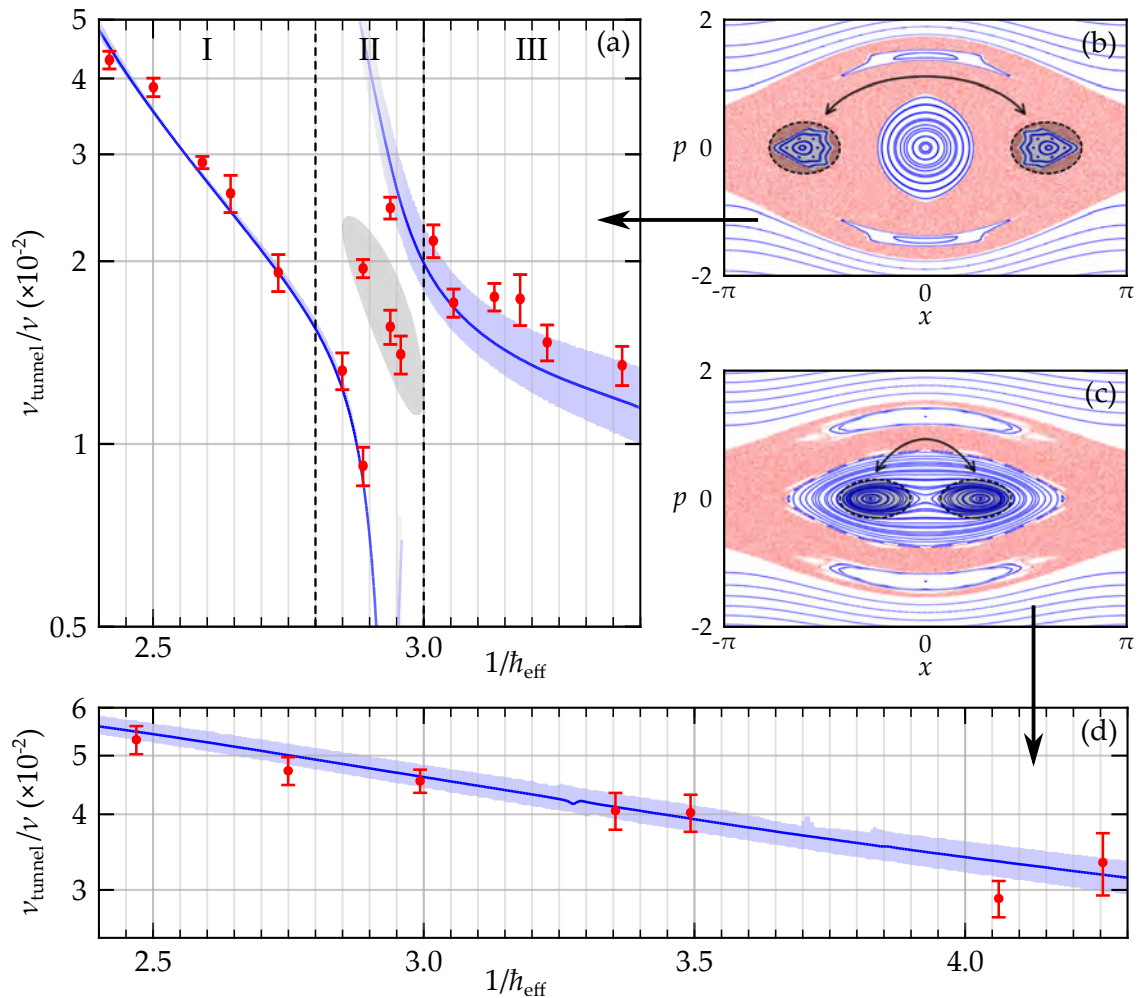 5
4
3
2
1
0.5
I
II
III
(a)
ν_tunnel/ν (×10⁻²)
2.5
3.0
1/ħ_eff
2
(b)
p
0
-2
-π
0
π
x
2
(c)
p
0
-2
-π
0
π
x
6
5
4
3
(d)
ν_tunnel/ν (×10⁻²)
2.5
3.0
3.5
4.0
1/ħ_eff